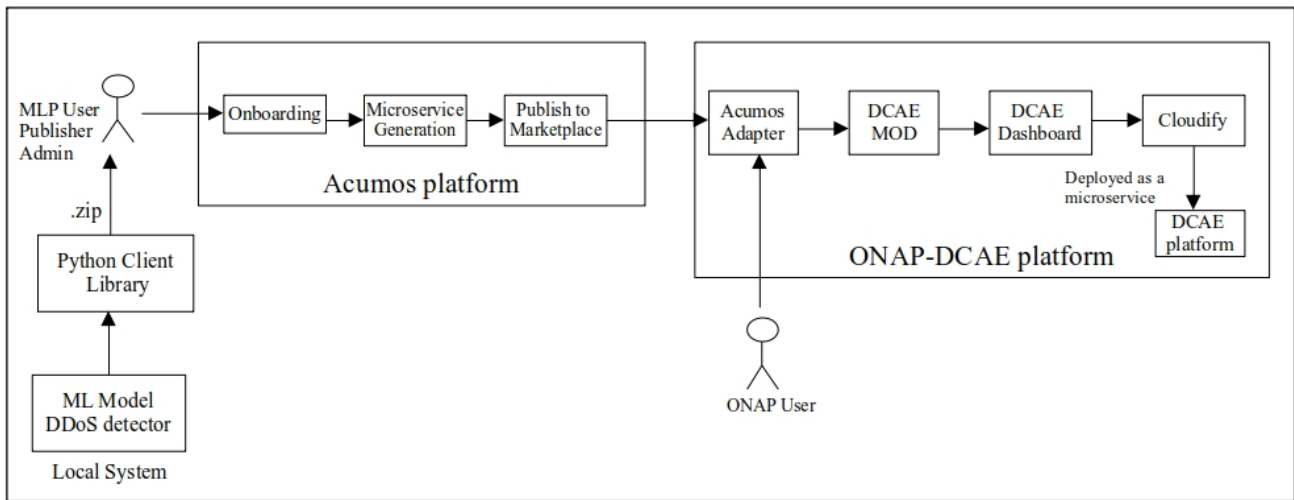 MLP User
Publisher
Admin
.zip
Python Client
Library
ML Model
DDoS detector
Local System
Onboarding
Microservice
Generation
Publish to
Marketplace
Acumos platform
Acumos
Adapter
DCAE
MOD
DCAE
Dashboard
Cloudify
Deployed as a
microservice
DCAE
platform
ONAP-DCAE platform
ONAP User